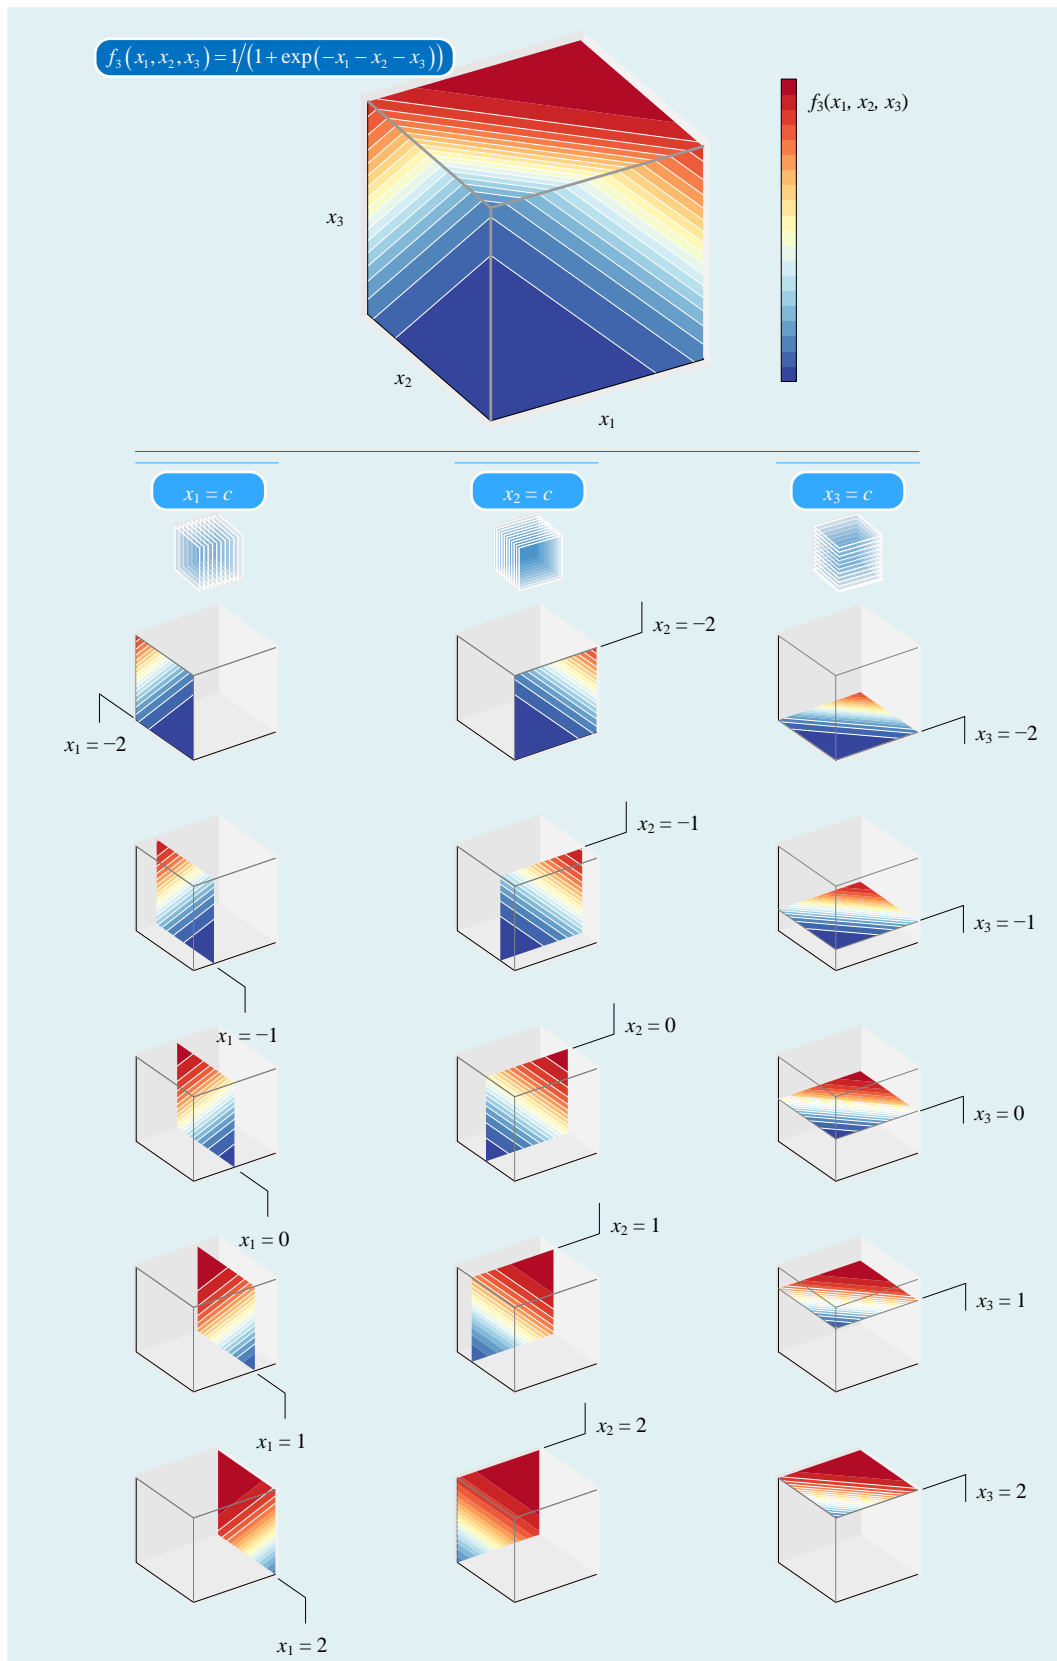 f₃(x₁, x₂, x₃) = 1/(1 + exp(−x₁ − x₂ − x₃))
f₃(x₁, x₂, x₃)
x₃
x₂
x₁
x₁ = c
x₂ = c
x₃ = c
x₁ = −2
x₂ = −2
x₃ = −2
x₁ = −1
x₂ = −1
x₃ = −1
x₁ = 0
x₂ = 0
x₃ = 0
x₁ = 1
x₂ = 1
x₃ = 1
x₁ = 2
x₂ = 2
x₃ = 2